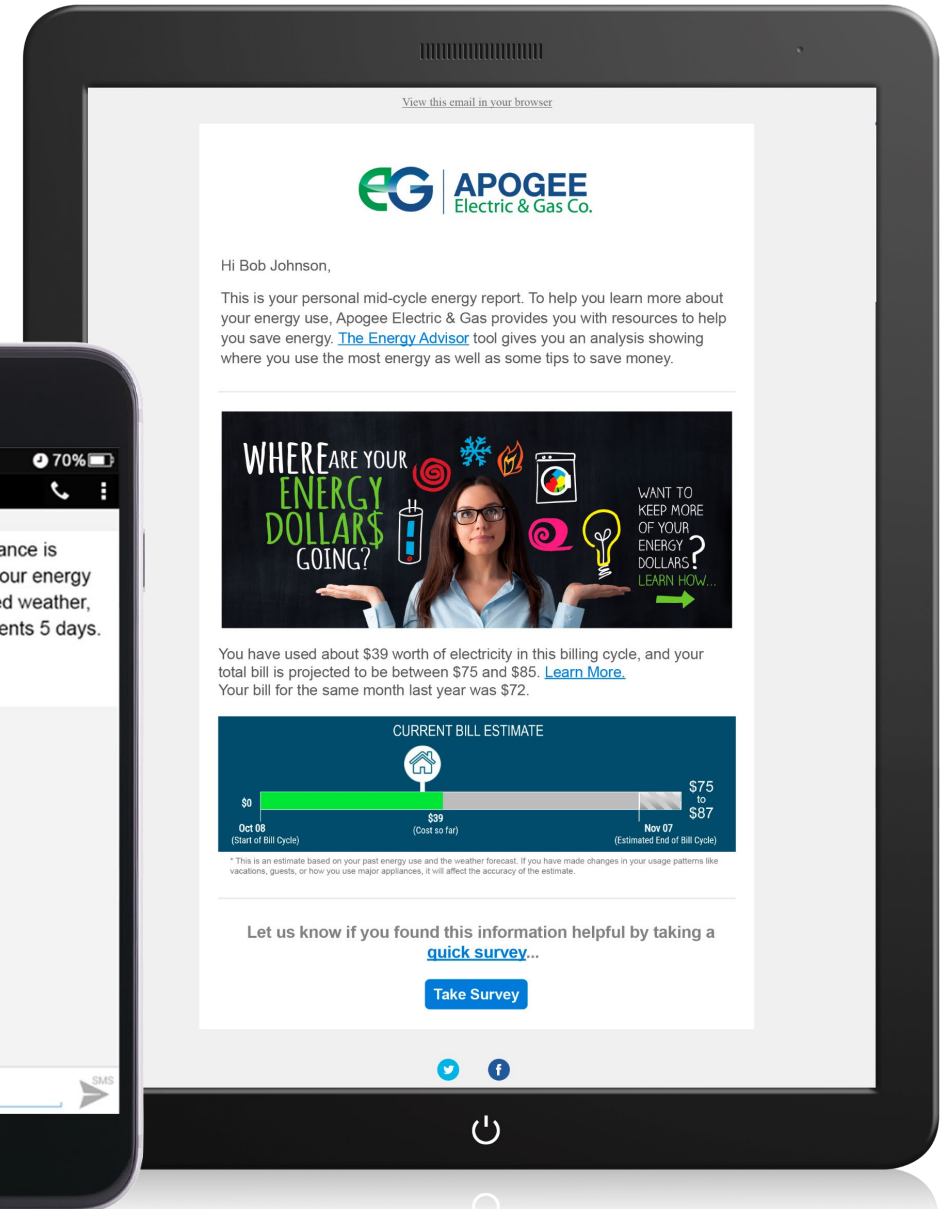 View this email in your browser
EG APOGEE
Electric & Gas Co.
Hi Bob Johnson,
This is your personal mid-cycle energy report. To help you learn more about
your energy use, Apogee Electric & Gas provides you with resources to help
you save energy. The Energy Advisor tool gives you an analysis showing
where you use the most energy as well as some tips to save money.
WHERE ARE YOUR
ENERGY
DOLLAR$
GOING?
WANT TO
KEEP MORE
OF YOUR
ENERGY
DOLLARS?
LEARN HOW...
You have used about $39 worth of electricity in this billing cycle, and your
total bill is projected to be between $75 and $85. Learn More.
Your bill for the same month last year was $72.
CURRENT BILL ESTIMATE
$0
$75
to
$87
Oct 08
(Start of Bill Cycle)
$39
(Cost so far)
Nov 07
(Estimated End of Bill Cycle)
* This is an estimate based on your past energy use and the weather forecast. If you have made changes in your usage patterns like
vacations, guests, or how you use major appliances, it will affect the accuracy of the estimate.
Let us know if you found this information helpful by taking a
quick survey...
Take Survey
70%
ance is
our energy
ed weather,
ents 5 days.
SMS